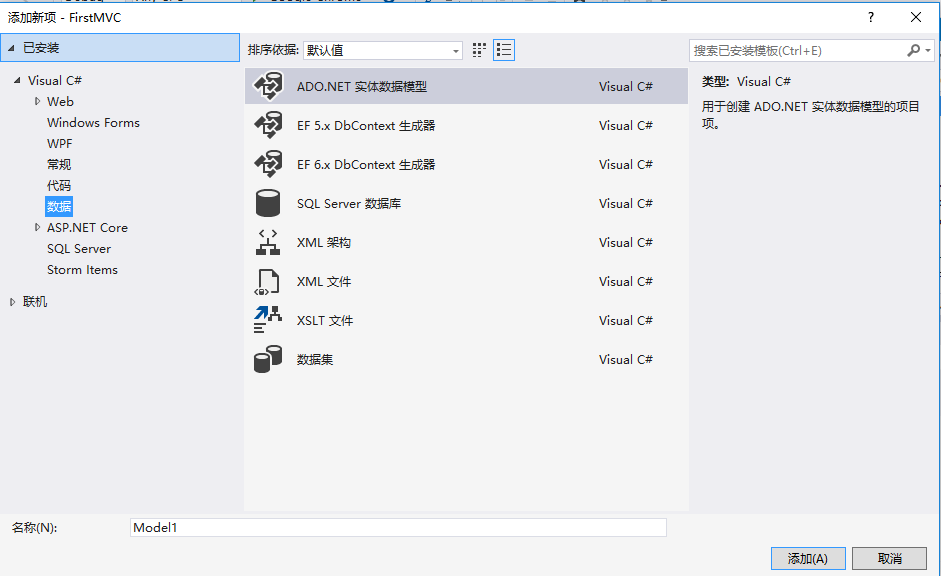 添加新项 - FirstMVC
?
已安装
排序依据: 默认值
搜索已安装模板(Ctrl+E)
Visual C#
Web
Windows Forms
WPF
常规
代码
数据
ASP.NET Core
SQL Server
Storm Items
联机
ADO.NET 实体数据模型 Visual C#
EF 5.x DbContext 生成器 Visual C#
EF 6.x DbContext 生成器 Visual C#
SQL Server 数据库 Visual C#
XML 架构 Visual C#
XML 文件 Visual C#
XSLT 文件 Visual C#
数据集 Visual C#
类型: Visual C#
用于创建 ADO.NET 实体数据模型的项目
项。
名称(N): Model1
添加(A) 取消